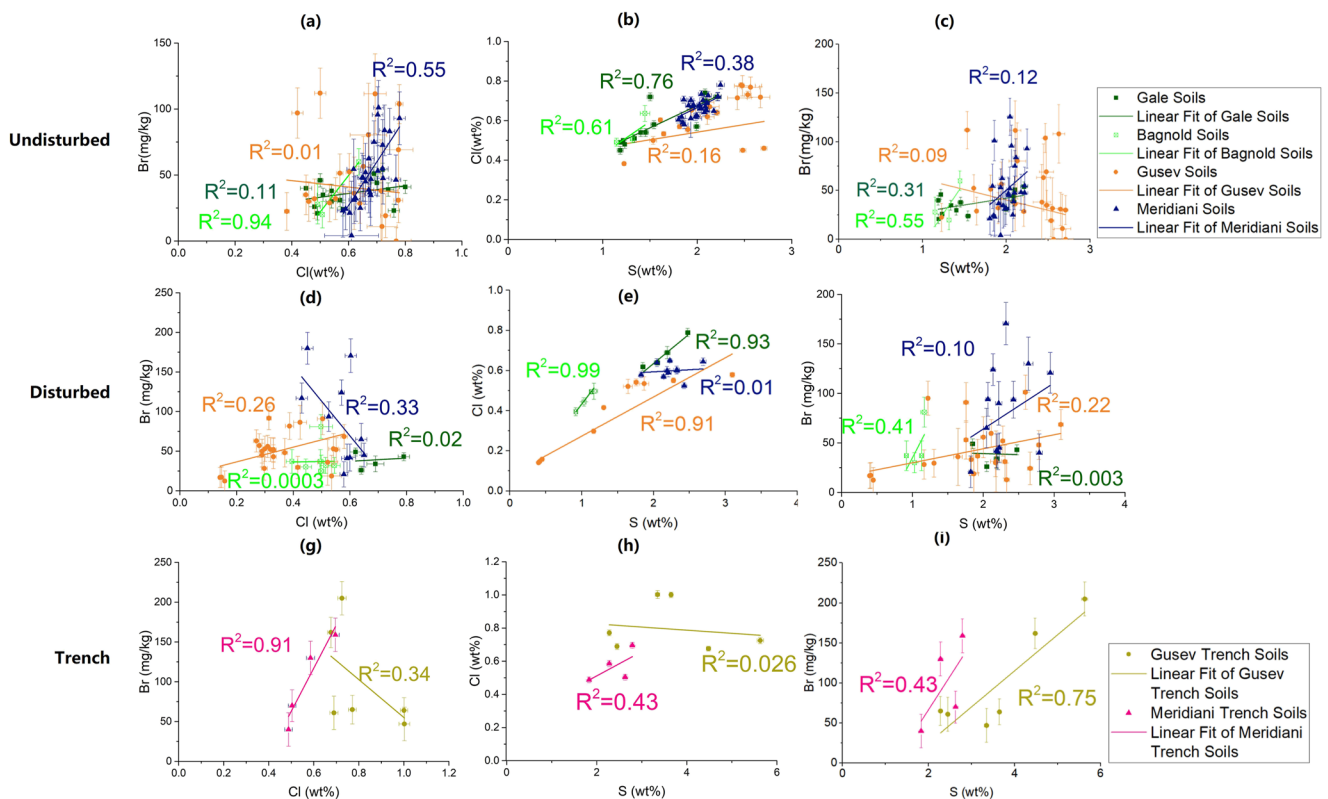 (a)
(b)
(c)
Undisturbed
Br(mg/kg)
150
100
50
0
0.0
0.2
0.4
0.6
0.8
1.0
Cl(wt%)
R²=0.55
R²=0.01
R²=0.11
R²=0.94
Cl(wt%)
1.0
0.8
0.6
0.4
0.2
0.0
0
1
2
3
S(wt%)
R²=0.38
R²=0.76
R²=0.61
R²=0.16
Br(mg/kg)
200
150
100
50
0
0
1
2
3
S(wt%)
R²=0.12
R²=0.09
R²=0.31
R²=0.55
Gale Soils
Linear Fit of Gale Soils
Bagnold Soils
Linear Fit of Bagnold Soils
Gusev Soils
Linear Fit of Gusev Soils
Meridiani Soils
Linear Fit of Meridiani Soils
(d)
(e)
(f)
Disturbed
Br (mg/kg)
250
200
150
100
50
0
0.0
0.2
0.4
0.6
0.8
1.0
Cl (wt%)
R²=0.26
R²=0.33
R²=0.02
R²=0.0003
Cl (wt%)
1.0
0.8
0.6
0.4
0.2
0.0
0
1
2
3
4
S (wt%)
R²=0.93
R²=0.99
R²=0.01
R²=0.91
Br (mg/kg)
200
150
100
50
0
0
1
2
3
4
S (wt%)
R²=0.10
R²=0.22
R²=0.41
R²=0.003
(g)
(h)
(i)
Trench
Br (mg/kg)
250
200
150
100
50
0
0.0
0.2
0.4
0.6
0.8
1.0
1.2
Cl (wt%)
R²=0.91
R²=0.34
Cl (wt%)
1.2
1.0
0.8
0.6
0.4
0.2
0.0
0
2
4
6
S (wt%)
R²=0.026
R²=0.43
Br (mg/kg)
250
200
150
100
50
0
0
2
4
6
S (wt%)
R²=0.43
R²=0.75
Gusev Trench Soils
Linear Fit of Gusev
Trench Soils
Meridiani Trench Soils
Linear Fit of Meridiani
Trench Soils